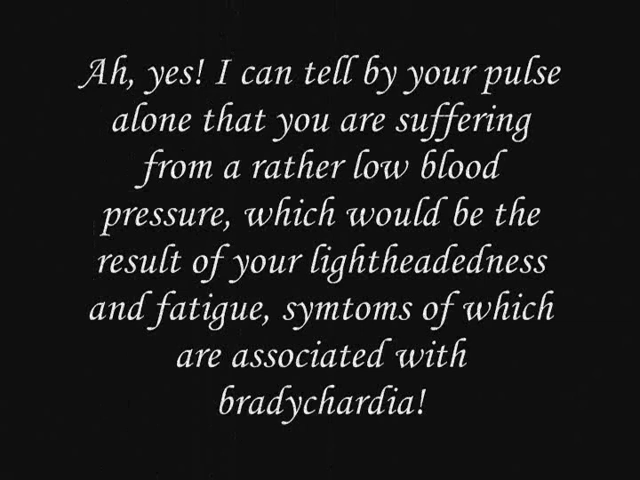 Ah, yes! I can tell by your pulse
alone that you are suffering
from a rather low blood
pressure, which would be the
result of your lightheadedness
and fatigue, symtoms of which
are associated with
bradychardia!